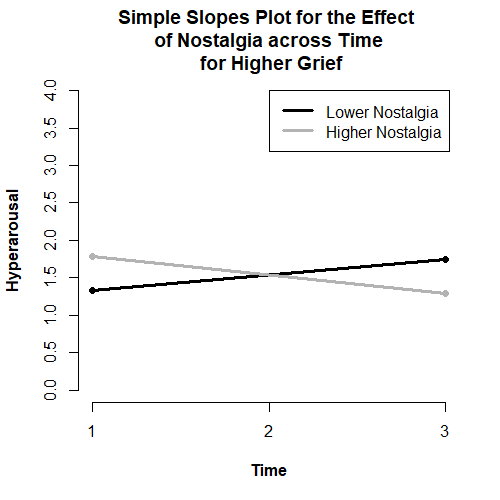 Simple Slopes Plot for the Effect
of Nostalgia across Time
for Higher Grief
Lower Nostalgia
Higher Nostalgia
Hyperarousal
4.0
3.5
3.0
2.5
2.0
1.5
1.0
0.5
0.0
1 2 3
Time